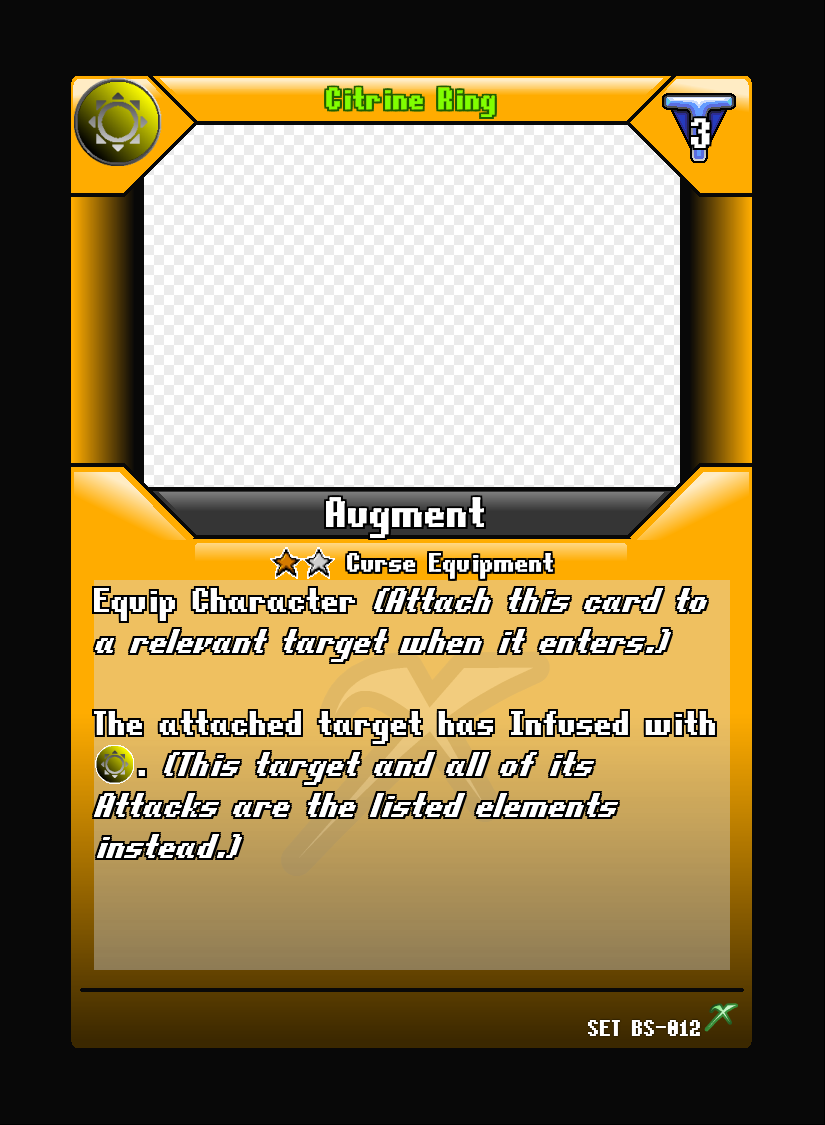 Citrine Ring
3
Augment
Curse Equipment
Equip Character (Attach this card to
a relevant target when it enters.)
The attached target has Infused with
. (This target and all of its
Attacks are the listed elements
instead.)
SET BS-012